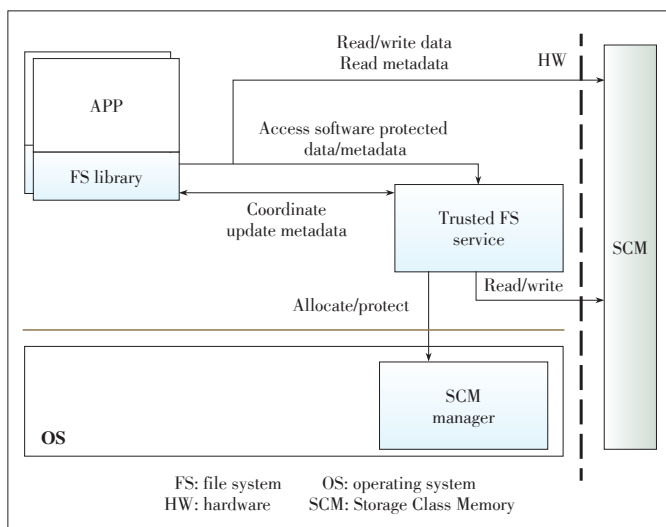 Read/write data
Read metadata
HW
APP
Access software protected
data/metadata
FS library
Coordinate
update metadata
Trusted FS
service
SCM
Read/write
Allocate/protect
SCM
manager
OS
FS: file system OS: operating system
HW: hardware SCM: Storage Class Memory